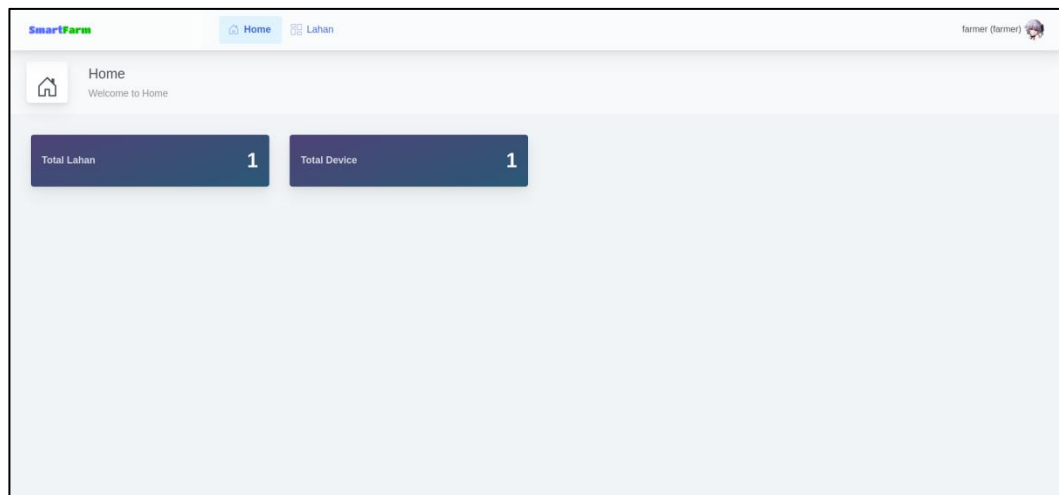 SmartFarm
Home
Lahan
farmer (farmer)
Home
Welcome to Home
Total Lahan
1
Total Device
1